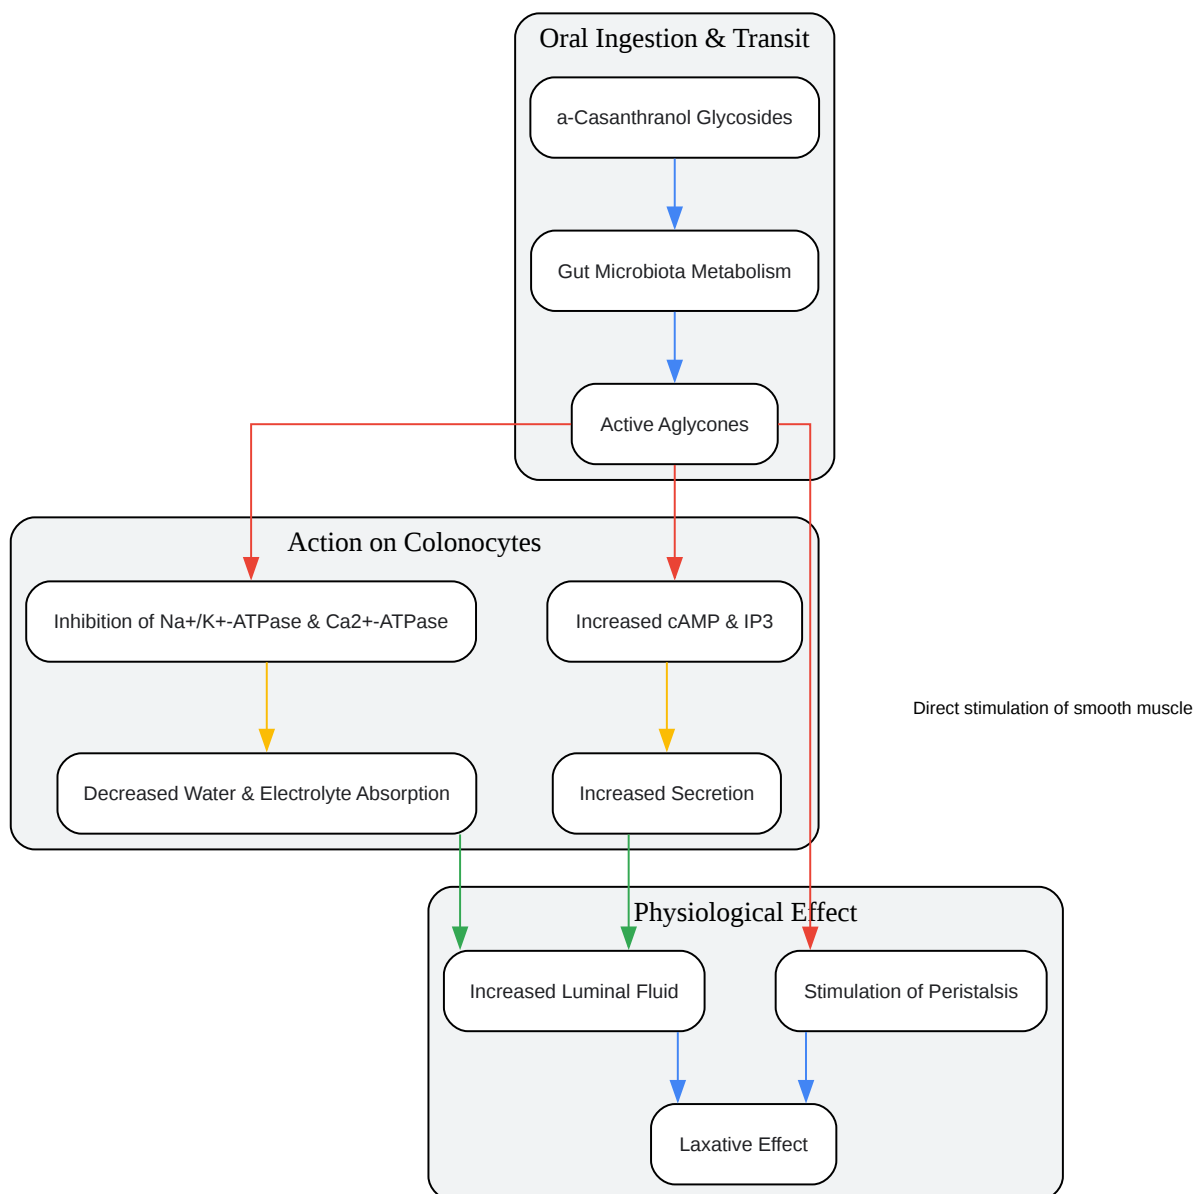 Oral Ingestion & Transit
a-Casanthranol Glycosides
Gut Microbiota Metabolism
Active Aglycones
Action on Colonocytes
Inhibition of Na+/K+-ATPase & Ca2+-ATPase
Increased cAMP & IP3
Direct stimulation of smooth muscle
Decreased Water & Electrolyte Absorption
Increased Secretion
Physiological Effect
Increased Luminal Fluid
Stimulation of Peristalsis
Laxative Effect